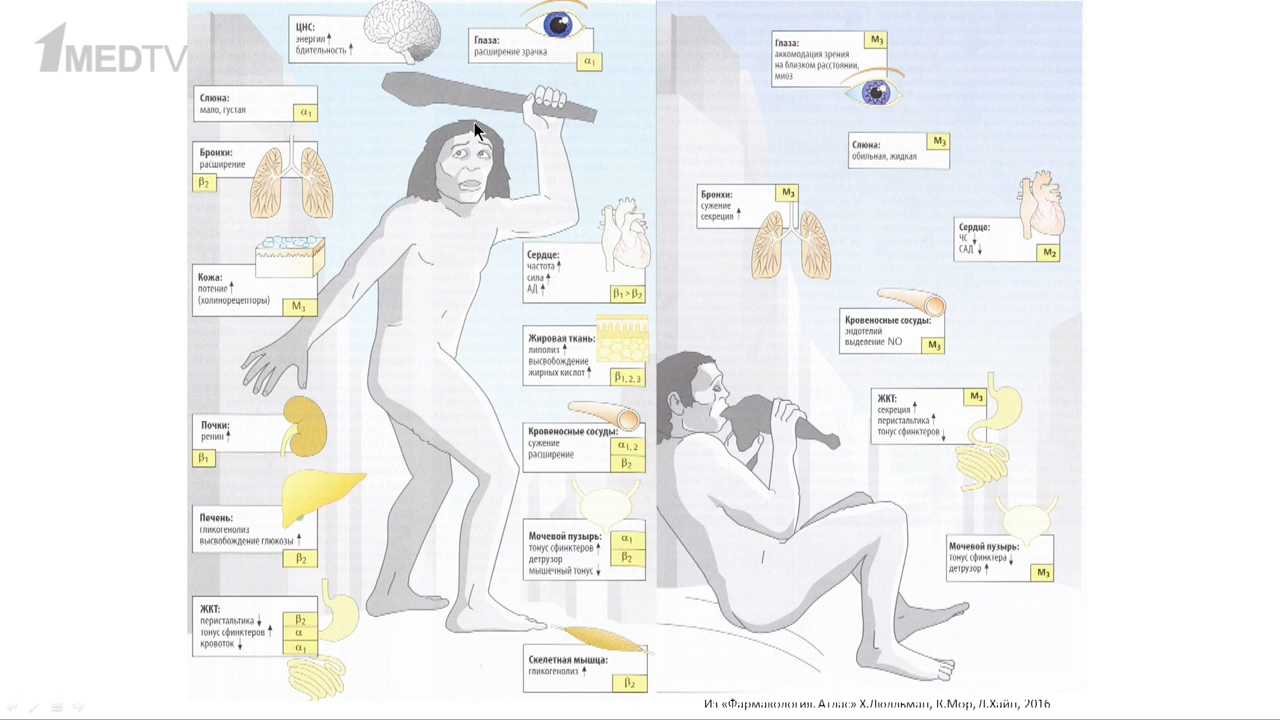 1MEDTV
ЦНС:
энергия ↑
бдительность ↑
Глаза:
расширение зрачка
α1
Слюна:
мало, густая
α1
Бронхи:
расширение
β2
Кожа:
потение ↑
(холинорецепторы)
M3
Почки:
ренин ↑
β1
Печень:
гликогенолиз
высвобождение глюкозы ↑
β2
ЖКТ:
перистальтика ↓
тонус сфинктеров ↑
кровоток ↓
β2
α
α1
Сердце:
частота ↑
сила ↑
АД ↑
β1 > β2
Жировая ткань:
липолиз ↑
высвобождение
жирных кислот ↑
β1, 2, 3
Кровеносные сосуды:
сужение
расширение
α1, 2
β2
Мочевой пузырь:
тонус сфинктеров ↑
детрузор
мышечный тонус ↓
α1
β2
Скелетная мышца:
гликогенолиз ↑
β2
Глаза:
аккомодация зрения
на близком расстоянии,
миоз
M3
Слюна:
обильная, жидкая
M3
Бронхи:
сужение
секреция ↑
M3
Сердце:
ЧС ↓
САД ↓
M2
Кровеносные сосуды:
эндотелий
выделение NO
M3
ЖКТ:
секреция ↑
перистальтика ↑
тонус сфинктеров ↓
M3
Мочевой пузырь:
тонус сфинктера ↓
детрузор ↑
M3
Из «Фармакология. Атлас» Х.Люлльман, К.Мор, Л.Хайн, 2016